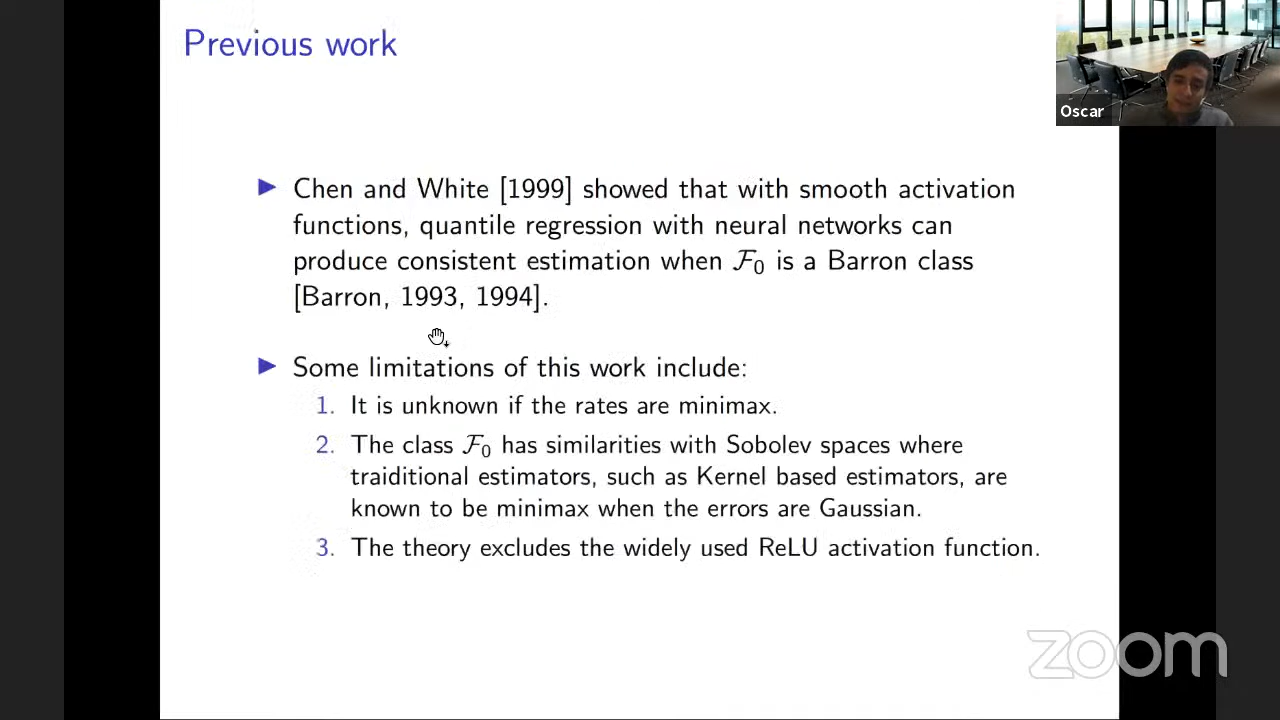 Previous work
Oscar
▶ Chen and White [1999] showed that with smooth activation
functions, quantile regression with neural networks can
produce consistent estimation when 𝓕₀ is a Barron class
[Barron, 1993, 1994].
▶ Some limitations of this work include:
1. It is unknown if the rates are minimax.
2. The class 𝓕₀ has similarities with Sobolev spaces where
traiditional estimators, such as Kernel based estimators, are
known to be minimax when the errors are Gaussian.
3. The theory excludes the widely used ReLU activation function.
zoom